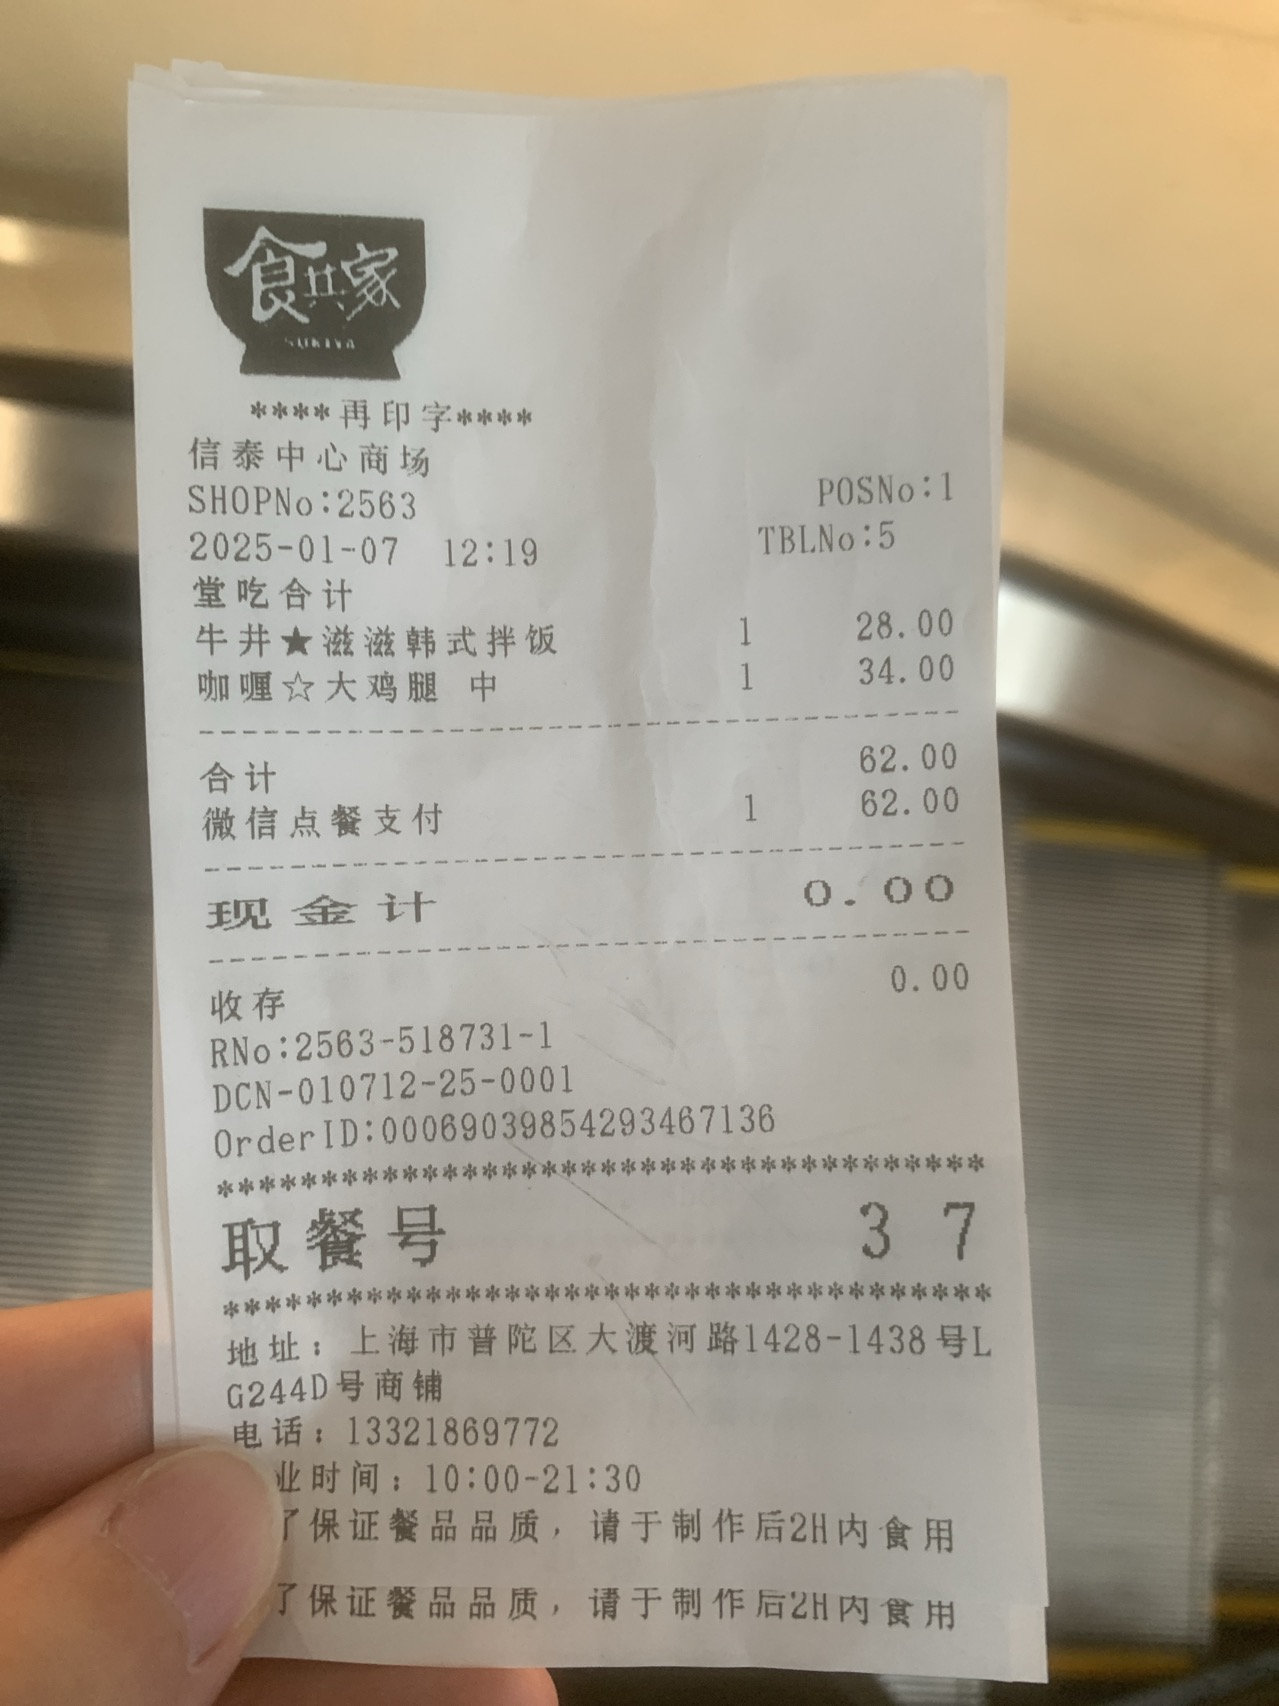 食其家
SUKIYA
****再印字****
信泰中心商场
SHOPNo:2563 POSNo:1
2025-01-07 12:19 TBLNo:5
堂吃合计
牛井★滋滋韩式拌饭 1 28.00
咖喱☆大鸡腿 中 1 34.00
合计 62.00
微信点餐支付 1 62.00
现金计 0.00
收存 0.00
RNo:2563-518731-1
DCN-010712-25-0001
OrderID:00069039854293467136
*************************************
取餐号 37
*************************************
地址：上海市普陀区大渡河路1428-1438号L
G244D号商铺
电话：13321869772
业时间：10:00-21:30
了保证餐品品质，请于制作后2H内食用
了保证餐品品质，请于制作后2H内食用